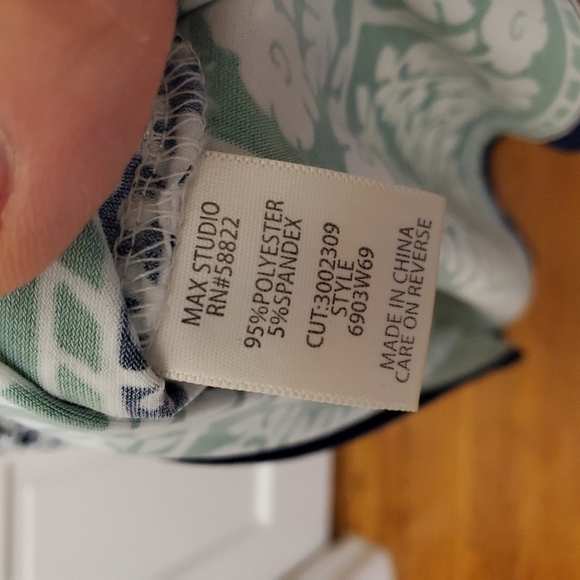 MAX STUDIO
RN#58822
95%POLYESTER
5%SPANDEX
CUT:3002309
STYLE
6903W69
MADE IN CHINA
CARE ON REVERSE